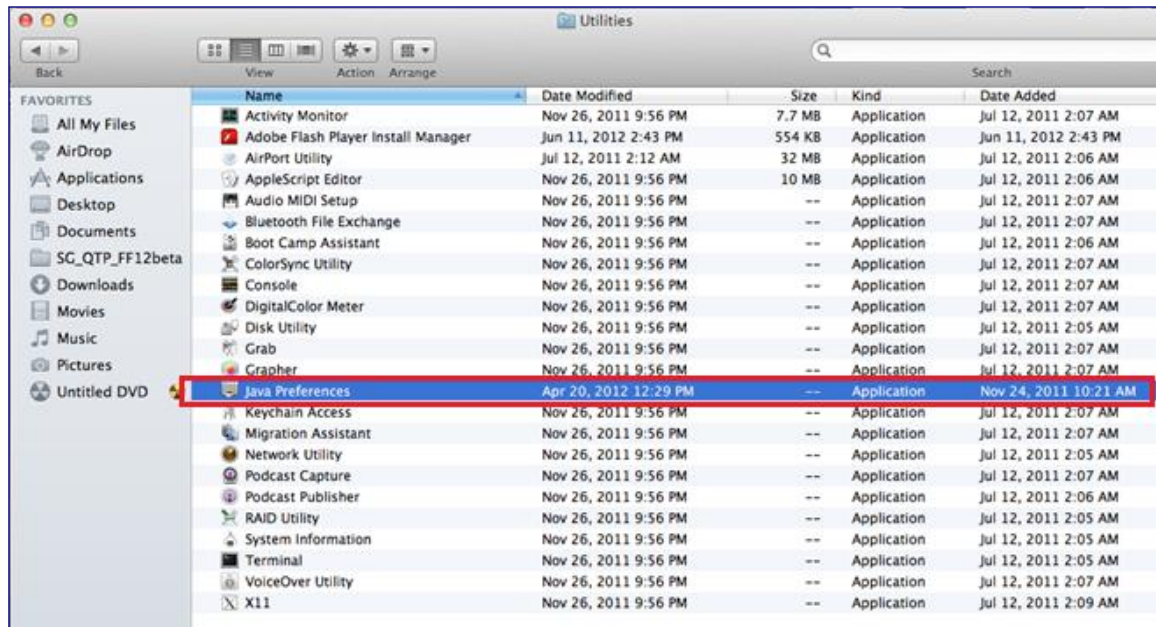 Utilities
Back View Action Arrange Search
FAVORITES
All My Files
AirDrop
Applications
Desktop
Documents
SG_QTP_FF12beta
Downloads
Movies
Music
Pictures
Untitled DVD
Name Date Modified Size Kind Date Added
Activity Monitor Nov 26, 2011 9:56 PM 7.7 MB Application Jul 12, 2011 2:07 AM
Adobe Flash Player Install Manager Jun 11, 2012 2:43 PM 554 KB Application Jun 11, 2012 2:43 PM
AirPort Utility Jul 12, 2011 2:12 AM 32 MB Application Jul 12, 2011 2:06 AM
AppleScript Editor Nov 26, 2011 9:56 PM 10 MB Application Jul 12, 2011 2:06 AM
Audio MIDI Setup Nov 26, 2011 9:56 PM -- Application Jul 12, 2011 2:06 AM
Bluetooth File Exchange Nov 26, 2011 9:56 PM -- Application Jul 12, 2011 2:07 AM
Boot Camp Assistant Nov 26, 2011 9:56 PM -- Application Jul 12, 2011 2:06 AM
ColorSync Utility Nov 26, 2011 9:56 PM -- Application Jul 12, 2011 2:07 AM
Console Nov 26, 2011 9:56 PM -- Application Jul 12, 2011 2:07 AM
DigitalColor Meter Nov 26, 2011 9:56 PM -- Application Jul 12, 2011 2:07 AM
Disk Utility Nov 26, 2011 9:56 PM -- Application Jul 12, 2011 2:05 AM
Grab Nov 26, 2011 9:56 PM -- Application Jul 12, 2011 2:07 AM
Grapher Nov 26, 2011 9:56 PM -- Application Jul 12, 2011 2:07 AM
Java Preferences Apr 20, 2012 12:29 PM -- Application Nov 24, 2011 10:21 AM
Keychain Access Nov 26, 2011 9:56 PM -- Application Jul 12, 2011 2:07 AM
Migration Assistant Nov 26, 2011 9:56 PM -- Application Jul 12, 2011 2:07 AM
Network Utility Nov 26, 2011 9:56 PM -- Application Jul 12, 2011 2:05 AM
Podcast Capture Nov 26, 2011 9:56 PM -- Application Jul 12, 2011 2:07 AM
Podcast Publisher Nov 26, 2011 9:56 PM -- Application Jul 12, 2011 2:06 AM
RAID Utility Nov 26, 2011 9:56 PM -- Application Jul 12, 2011 2:05 AM
System Information Nov 26, 2011 9:56 PM -- Application Jul 12, 2011 2:05 AM
Terminal Nov 26, 2011 9:56 PM -- Application Jul 12, 2011 2:05 AM
VoiceOver Utility Nov 26, 2011 9:56 PM -- Application Jul 12, 2011 2:07 AM
X11 Nov 26, 2011 9:56 PM -- Application Jul 12, 2011 2:09 AM